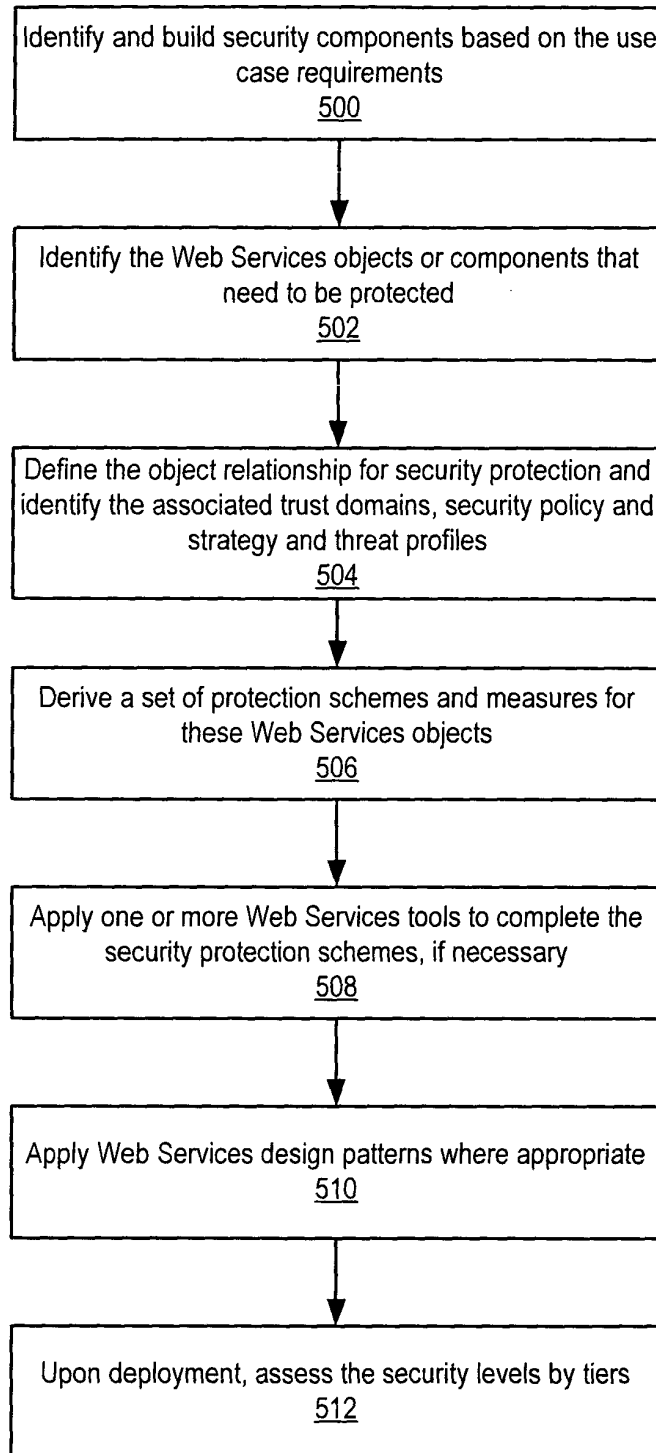 Identify and build security components based on the use
case requirements
500
Identify the Web Services objects or components that
need to be protected
502
Define the object relationship for security protection and
identify the associated trust domains, security policy and
strategy and threat profiles
504
Derive a set of protection schemes and measures for
these Web Services objects
506
Apply one or more Web Services tools to complete the
security protection schemes, if necessary
508
Apply Web Services design patterns where appropriate
510
Upon deployment, assess the security levels by tiers
512